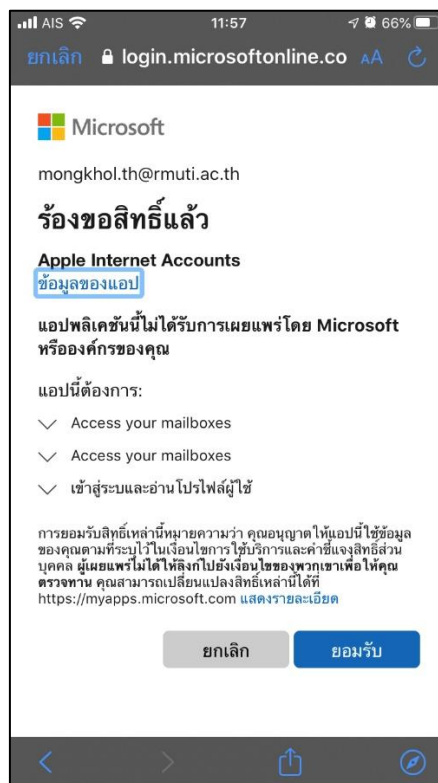 AIS 11:57 66%
ยกเลิก login.microsoftonline.co AA
Microsoft
mongkhol.th@rmuti.ac.th
ร้องขอสิทธิ์แล้ว
Apple Internet Accounts
ข้อมูลของแอป
แอปพลิเคชันนี้ไม่ได้รับการเผยแพร่โดย Microsoft
หรือองค์กรของคุณ
แอปนี้ต้องการ:
Access your mailboxes
Access your mailboxes
เข้าสู่ระบบและอ่านโปรไฟล์ผู้ใช้
การยอมรับสิทธิ์เหล่านี้หมายความว่า คุณอนุญาตให้แอปนี้ใช้ข้อมูล
ของคุณตามที่ระบุไว้ในเงื่อนไขการใช้บริการและคำชี้แจงสิทธิ์ส่วน
บุคคล ผู้เผยแพร่ไม่ได้ให้ลิงก์ไปยังเงื่อนไขของพวกเขาเพื่อให้คุณ
ตรวจทาน คุณสามารถเปลี่ยนแปลงสิทธิ์เหล่านี้ได้ที่
https://myapps.microsoft.com แสดงรายละเอียด
ยกเลิก ยอมรับ